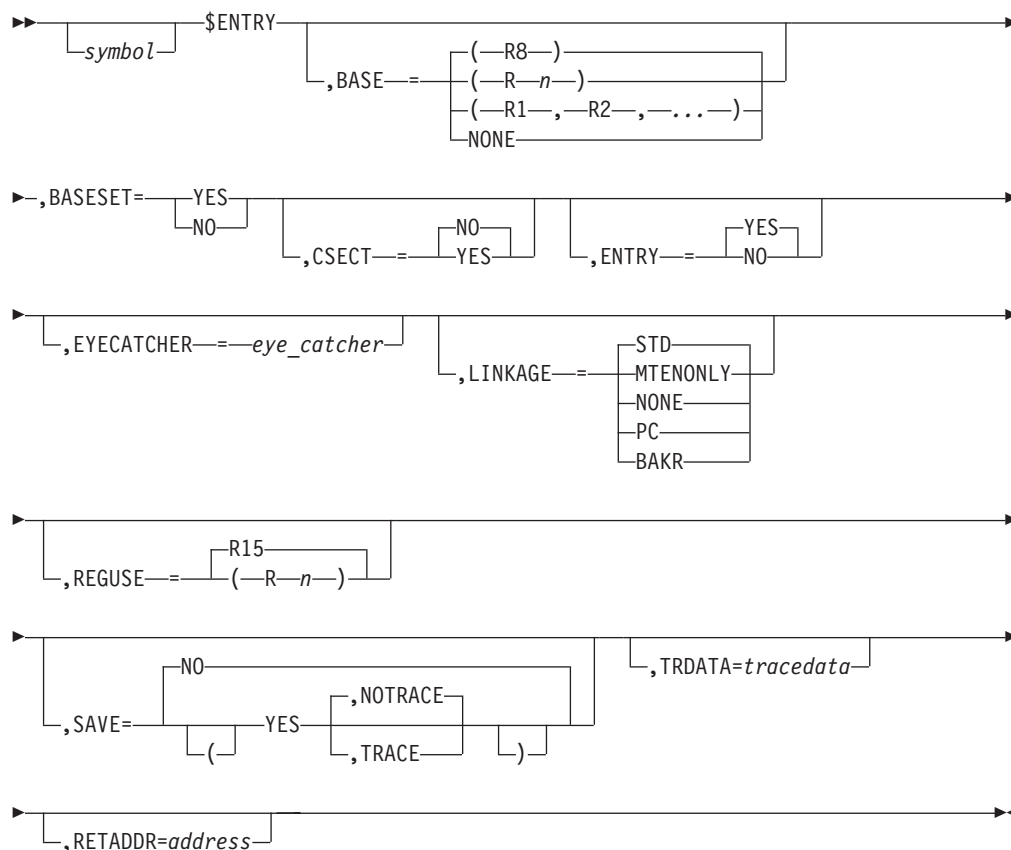 symbol $ENTRY
,BASE = ( R8 )
( R n )
( R1 , R2 , ... )
NONE
,BASESET= YES
NO
,CSECT = NO
YES
,ENTRY = YES
NO
,EYECATCHER = eye_catcher
,LINKAGE = STD
MTENONLY
NONE
PC
BAKR
,REGUSE = R15
( R n )
,SAVE= NO
( YES ,NOTRACE
,TRACE )
,TRDATA=tracedata
,RETADDR=address